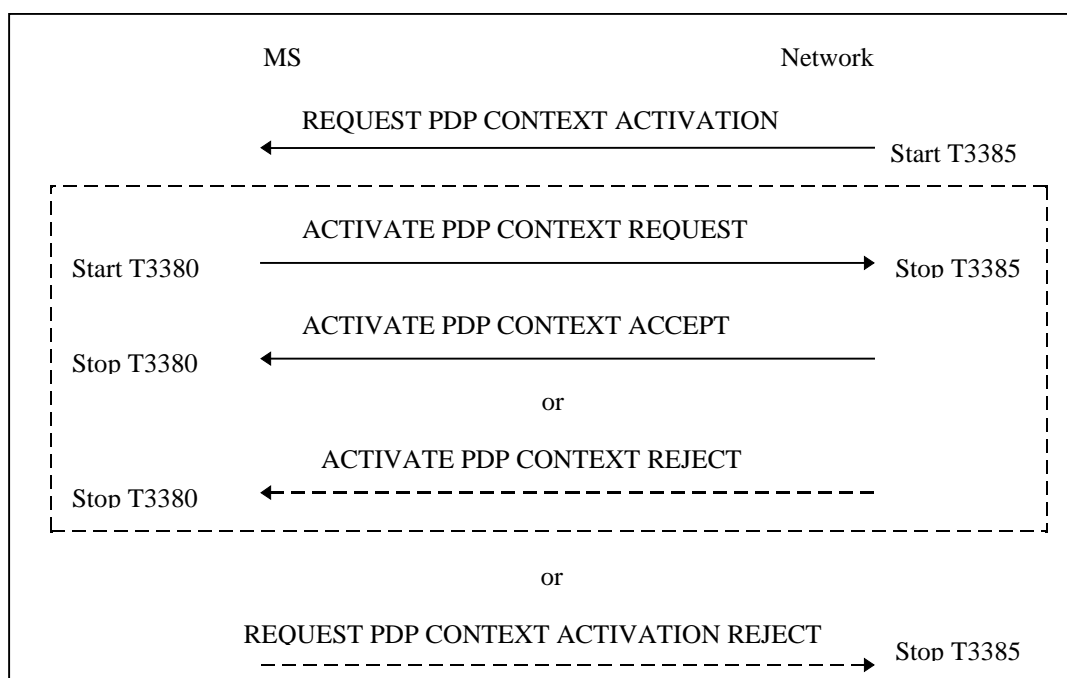 MS Network
REQUEST PDP CONTEXT ACTIVATION
Start T3385
ACTIVATE PDP CONTEXT REQUEST
Start T3380 Stop T3385
ACTIVATE PDP CONTEXT ACCEPT
Stop T3380
or
ACTIVATE PDP CONTEXT REJECT
Stop T3380
or
REQUEST PDP CONTEXT ACTIVATION REJECT
Stop T3385